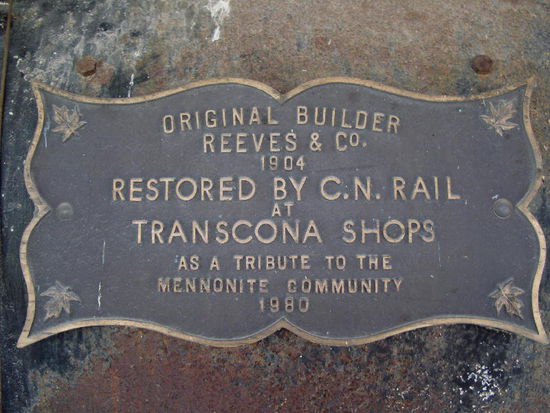 ORIGINAL BUILDER
REEVES & CO.
1904
RESTORED BY C.N. RAIL
AT
TRANSCONA SHOPS
AS A TRIBUTE TO THE
MENNONITE COMMUNITY
1980